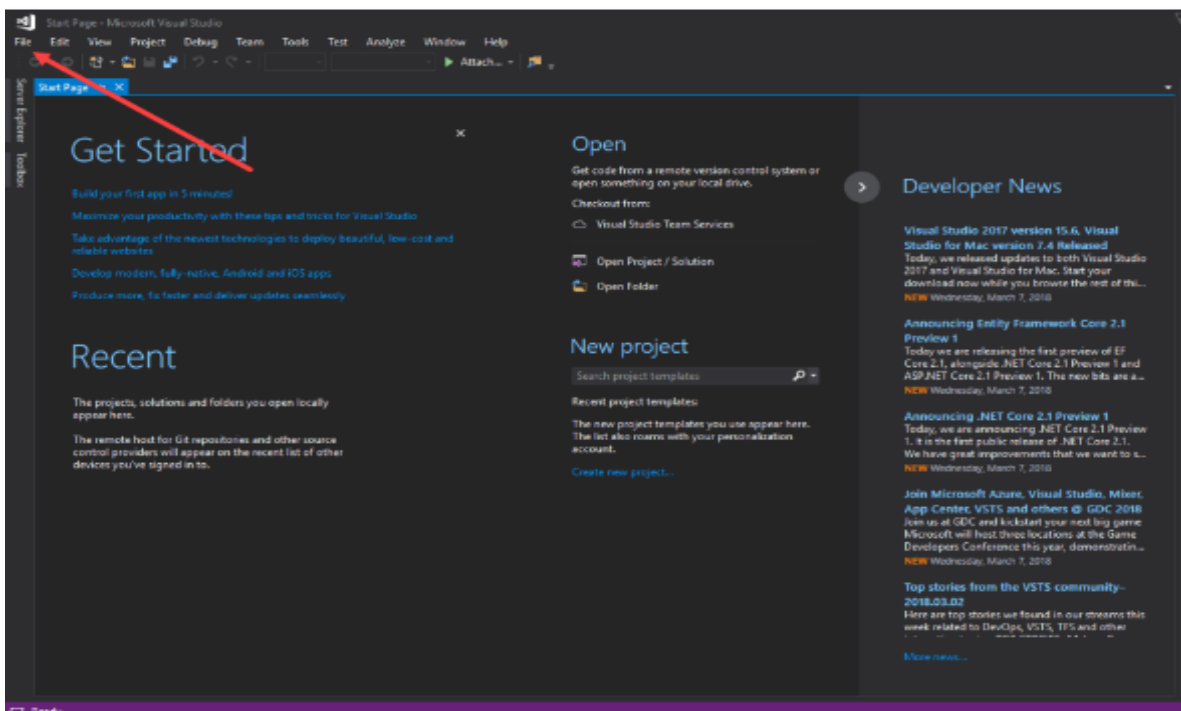 Start Page - Microsoft Visual Studio
File Edit View Project Debug Team Tools Test Analyze Window Help
Attach...
Server Explorer
Toolbox
Start Page
Get Started
Build your first app in 5 minutes!
Maximize your productivity with these tips and tricks for Visual Studio
Take advantage of the newest technologies to deploy beautiful, low-cost and
reliable websites
Develop modern, fully-native, Android and iOS apps
Produce more, fix faster and deliver updates seamlessly
Recent
The projects, solutions and folders you open locally
appear here.
The remote host for Git repositories and other source
control providers will appear on the recent list of other
devices you've signed in to.
Open
Get code from a remote version control system or
open something on your local drive.
Checkout from:
Visual Studio Team Services
Open Project / Solution
Open Folder
New project
Search project templates
Recent project templates:
The new project templates you use appear here.
The list also roams with your personalization
account.
Create new project...
Developer News
Visual Studio 2017 version 15.6, Visual
Studio for Mac version 7.4 Released
Today, we released updates to both Visual Studio
2017 and Visual Studio for Mac. Start your
download now while you browse the rest of thi...
NEW Wednesday, March 7, 2018
Announcing Entity Framework Core 2.1
Preview 1
Today we are releasing the first preview of EF
Core 2.1, alongside .NET Core 2.1 Preview 1 and
ASP.NET Core 2.1 Preview 1. The new bits are a...
NEW Wednesday, March 7, 2018
Announcing .NET Core 2.1 Preview 1
Today, we are announcing .NET Core 2.1 Preview
1. It is the first public release of .NET Core 2.1.
We have great improvements that we want to s...
NEW Wednesday, March 7, 2018
Join Microsoft Azure, Visual Studio, Mixer,
App Center, VSTS and others @ GDC 2018
Join us at GDC and kickstart your next big game
Microsoft will host three locations at the Game
Developers Conference this year, demonstratin...
NEW Wednesday, March 7, 2018
Top stories from the VSTS community–
2018.03.02
Here are top stories we found in our streams this
week related to DevOps, VSTS, TFS and other
More news...